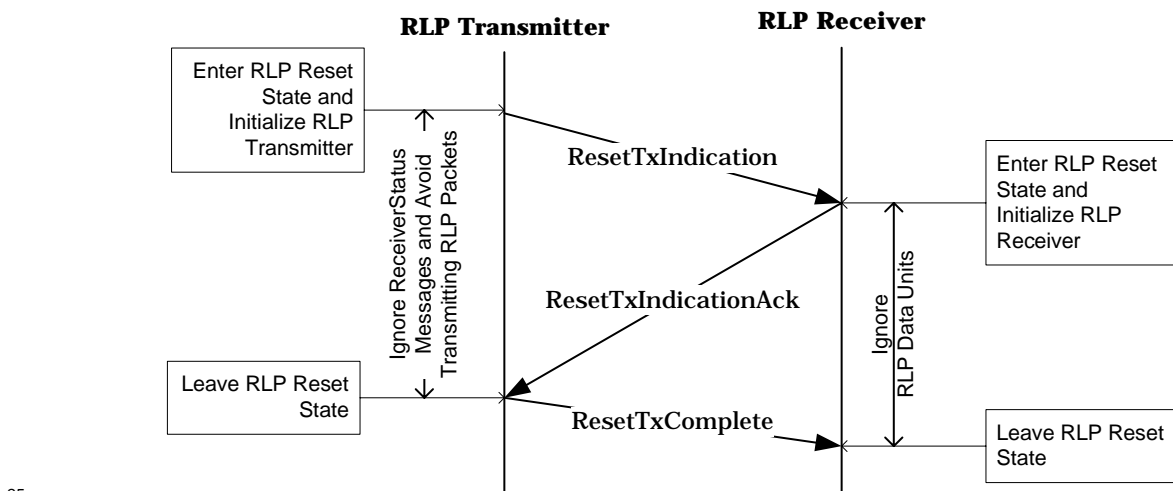 RLP Transmitter
RLP Receiver
Enter RLP Reset
State and
Initialize RLP
Transmitter
Ignore ReceiverStatus
Messages and Avoid
Transmitting RLP Packets
ResetTxIndication
Enter RLP Reset
State and
Initialize RLP
Receiver
ResetTxIndicationAck
Ignore
RLP Data Units
Leave RLP Reset
State
ResetTxComplete
Leave RLP Reset
State